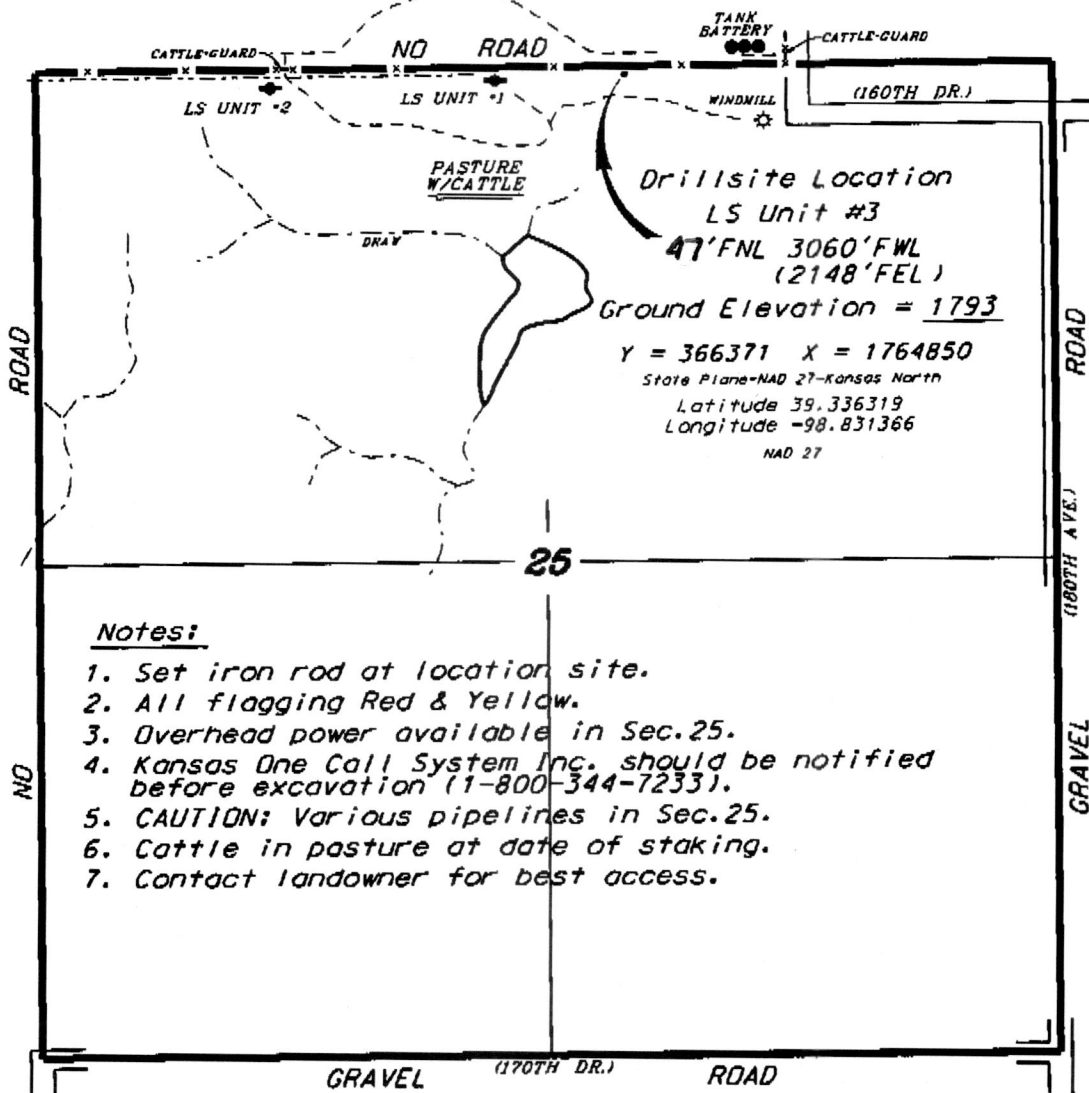 TANK
BATTERY
CATTLE-GUARD
NO ROAD
CATTLE-GUARD
LS UNIT #2
LS UNIT #1
WINDMILL
(160TH DR.)
PASTURE
W/CATTLE
Drillsite Location
LS Unit #3
47'FNL 3060'FWL
(2148'FEL)
DRAW
Ground Elevation = 1793
Y = 366371 X = 1764850
State Plane-NAD 27-Kansas North
Latitude 39.336319
Longitude -98.831366
NAD 27
ROAD
ROAD
25
(180TH AVE.)
Notes:
1. Set iron rod at location site.
2. All flagging Red & Yellow.
3. Overhead power available in Sec.25.
4. Kansas One Call System Inc. should be notified
before excavation (1-800-344-7233).
5. CAUTION: Various pipelines in Sec.25.
6. Cattle in pasture at date of staking.
7. Contact landowner for best access.
NO
GRAVEL
GRAVEL (170TH DR.) ROAD